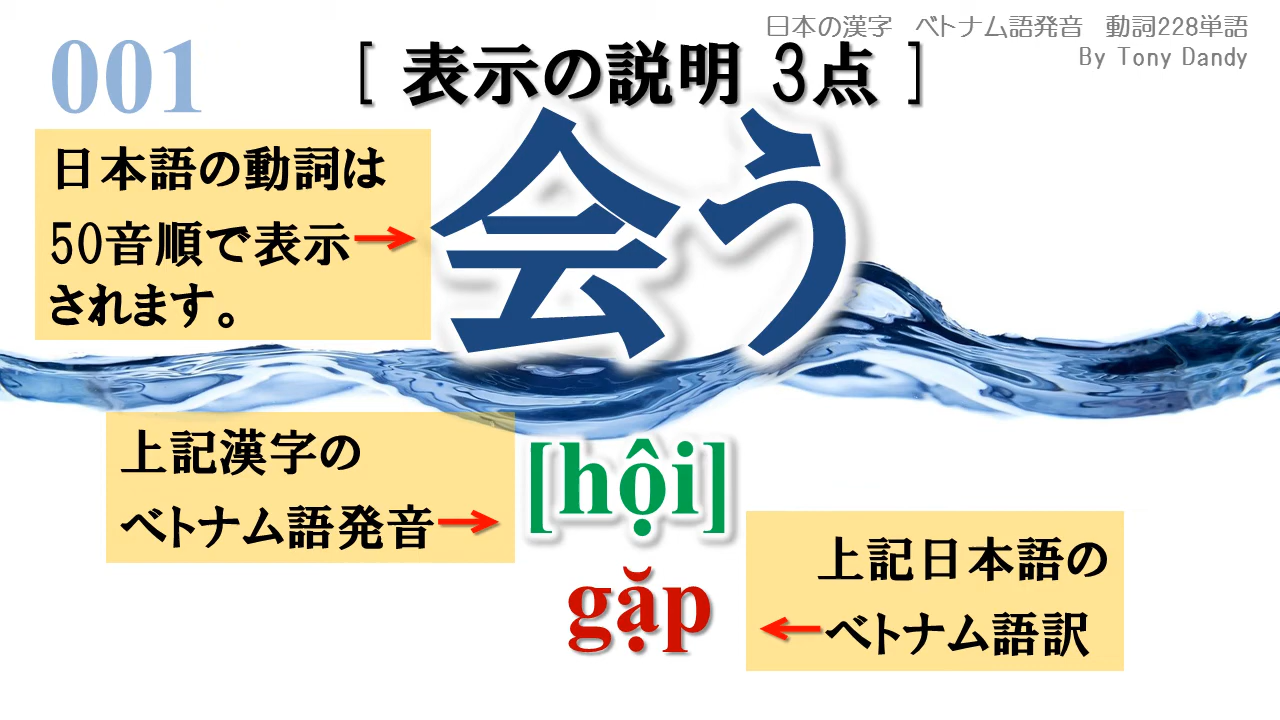 日本の漢字 ベトナム語発音 動詞228単語
By Tony Dandy
001
[ 表示の説明 3点 ]
会う
日本語の動詞は
50音順で表示→
されます。
上記漢字の
ベトナム語発音→
[hội]
gặp
上記日本語の
←ベトナム語訳